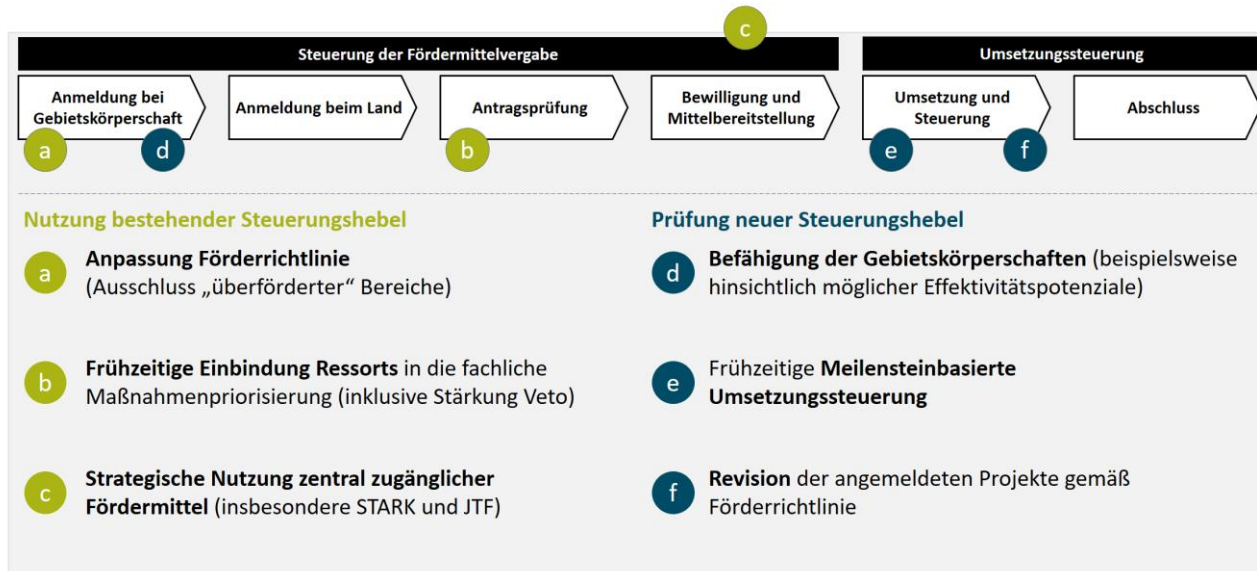 c
Steuerung der Fördermittelvergabe
Umsetzungssteuerung
Anmeldung bei
Gebietskörperschaft
Anmeldung beim Land
Antragsprüfung
Bewilligung und
Mittelbereitstellung
Umsetzung und
Steuerung
Abschluss
a
d
b
e
f
Nutzung bestehender Steuerungshebel
a
Anpassung Förderrichtlinie
(Ausschluss „überförderter“ Bereiche)
b
Frühzeitige Einbindung Ressorts in die fachliche
Maßnahmenpriorisierung (inklusive Stärkung Veto)
c
Strategische Nutzung zentral zugänglicher
Fördermittel (insbesondere STARK und JTF)
Prüfung neuer Steuerungshebel
d
Befähigung der Gebietskörperschaften (beispielsweise
hinsichtlich möglicher Effektivitätspotenziale)
e
Frühzeitige Meilensteinbasierte
Umsetzungssteuerung
f
Revision der angemeldeten Projekte gemäß
Förderrichtlinie